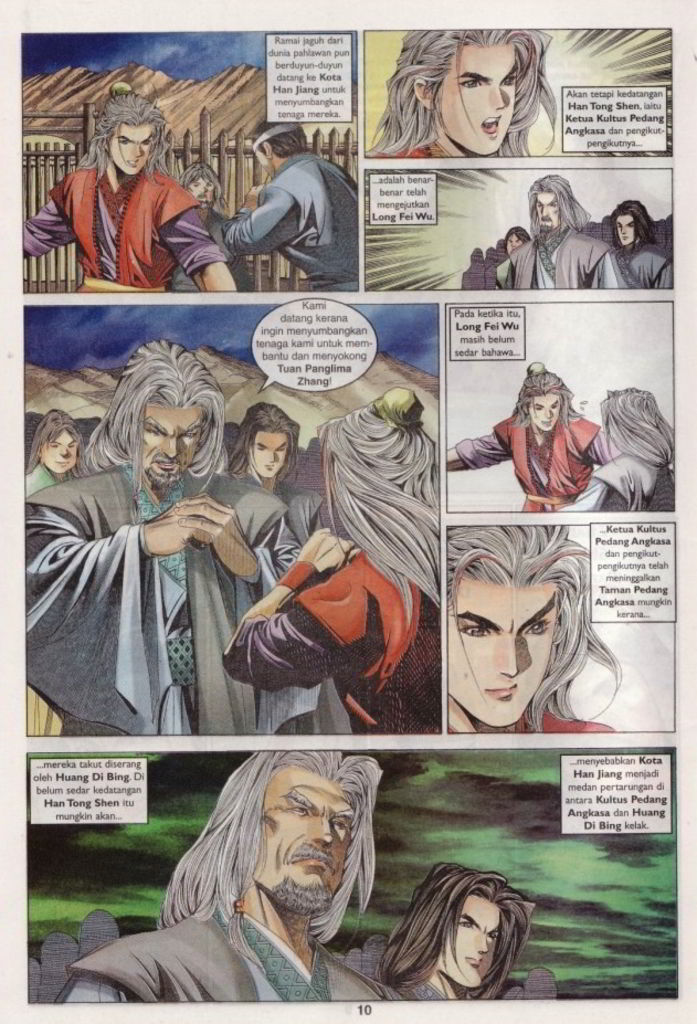 Ramai jaguh dari
dunia pahlawan pun
berduyun-duyun
datang ke Kota
Han Jiang untuk
menyumbangkan
tenaga mereka.
Akan tetapi kedatangan
Han Tong Shen, iaitu
Ketua Kultus Pedang
Angkasa dan pengikut-
pengikutnya...
...adalah benar-
benar telah
mengejutkan
Long Fei Wu.
Kami
datang kerana
ingin menyumbangkan
tenaga kami untuk mem-
bantu dan menyokong
Tuan Panglima
Zhang!
Pada ketika itu,
Long Fei Wu
masih belum
sedar bahawa...
...Ketua Kultus
Pedang Angkasa
dan pengikut-
pengikutnya telah
meninggalkan
Taman Pedang
Angkasa mungkin
kerana...
...mereka takut diserang
oleh Huang Di Bing. Di
belum sedar kedatangan
Han Tong Shen itu
mungkin akan...
...menyebabkan Kota
Han Jiang menjadi
medan pertarungan di
antara Kultus Pedang
Angkasa dan Huang
Di Bing kelak.
10